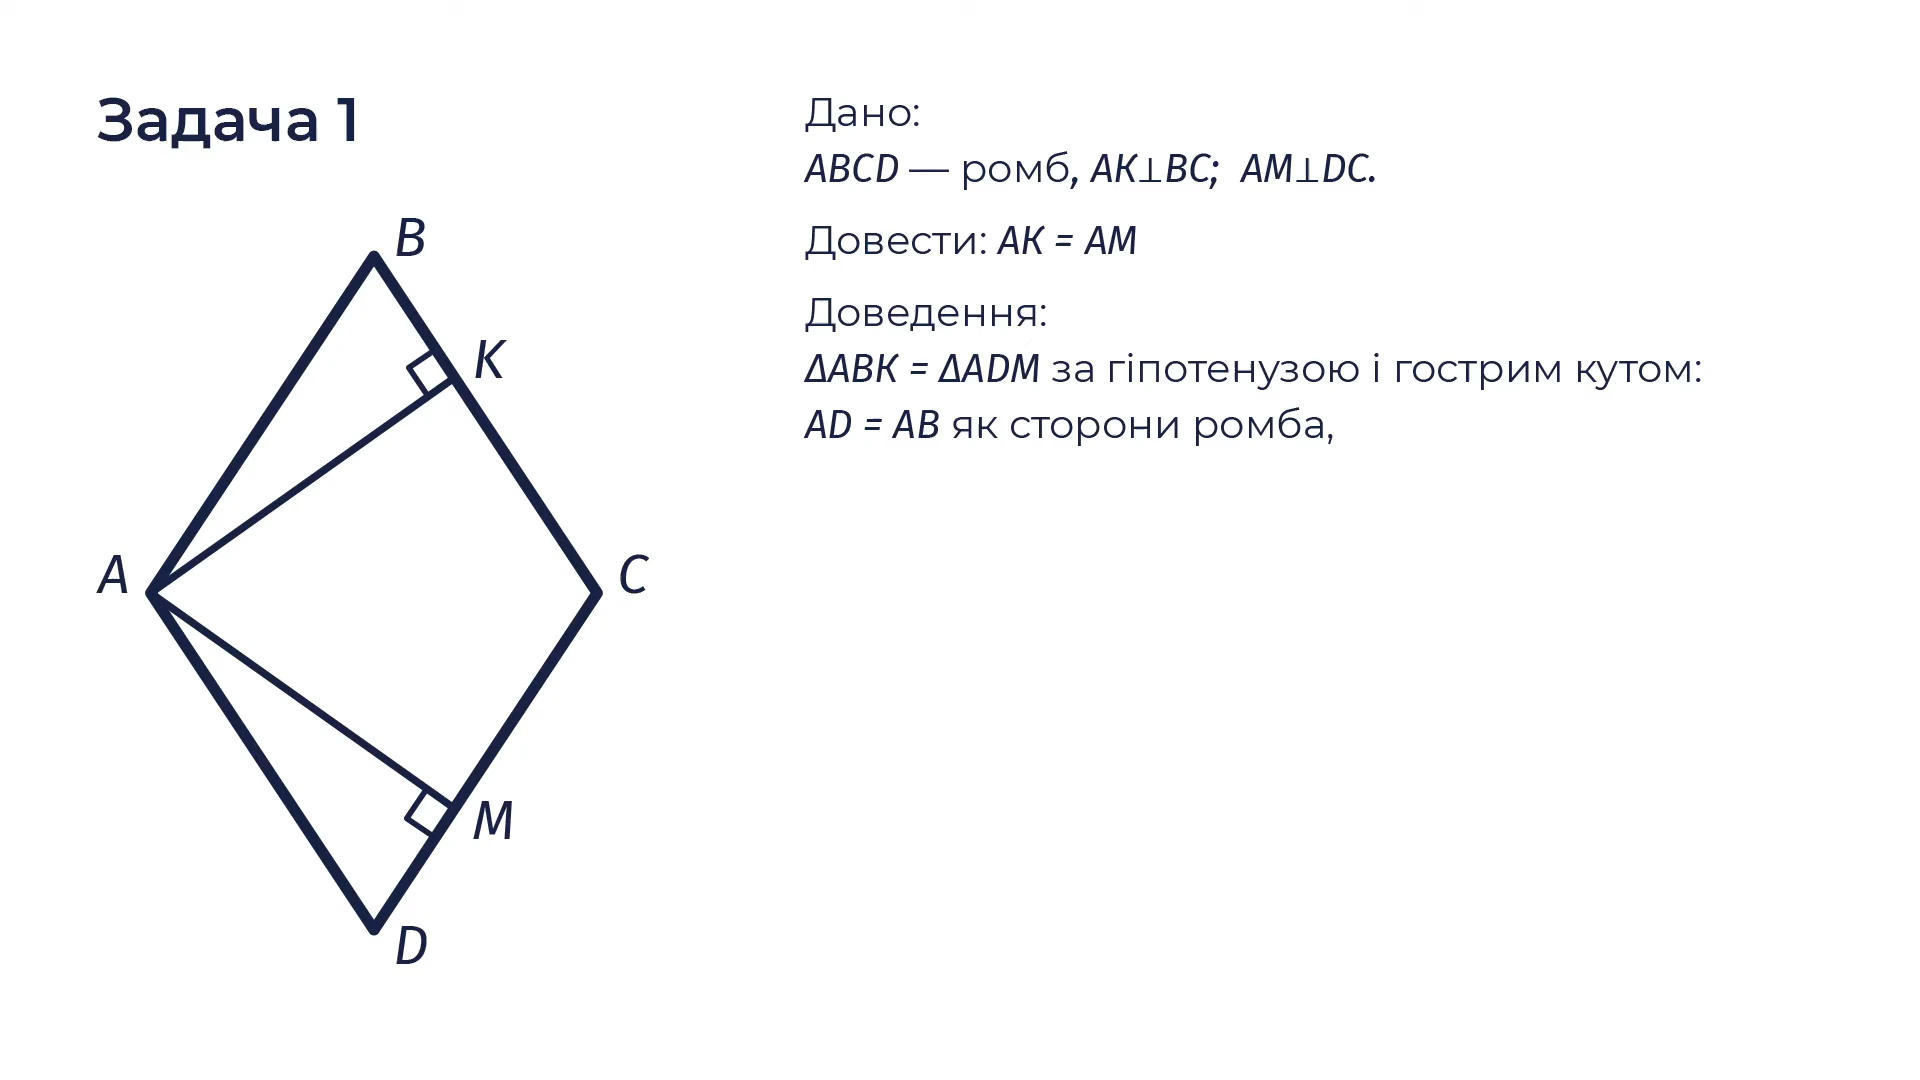 Задача 1
Дано:
ABCD — ромб, AK⊥BC; AM⊥DC.
Довести: AK = AM
Доведення:
ΔABK = ΔADM за гіпотенузою і гострим кутом:
AD = AB як сторони ромба,
B
K
A
C
M
D